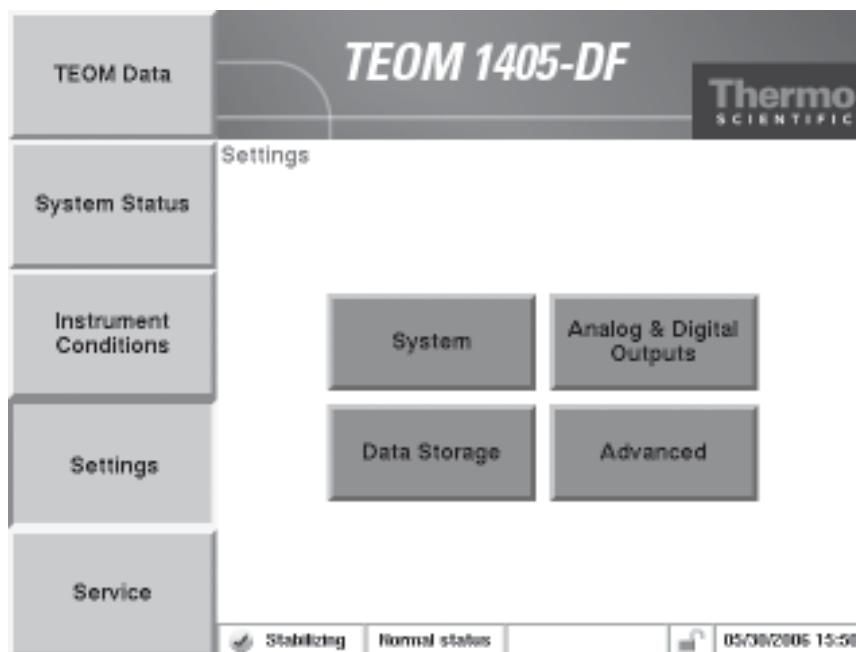 TEOM Data
TEOM 1405-DF
Thermo
SCIENTIFIC
Settings
System Status
Instrument
Conditions
System
Analog & Digital
Outputs
Settings
Data Storage
Advanced
Service
Stabilizing
Normal status
05/30/2006 15:50